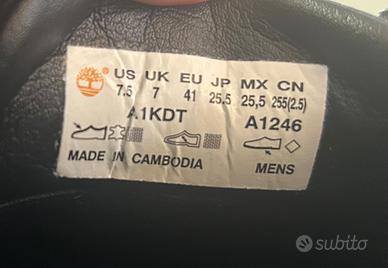 US UK EU JP MX CN
7.5 7 41 25.5 25,5 255(2.5)
A1KDT A1246
MADE IN CAMBODIA MENS
subito